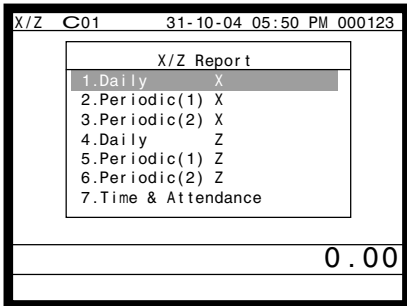 X/Z C01 31-10-04 05:50 PM 000123
X/Z Report
1.Daily X
2.Periodic(1) X
3.Periodic(2) X
4.Daily Z
5.Periodic(1) Z
6.Periodic(2) Z
7.Time & Attendance
0.00